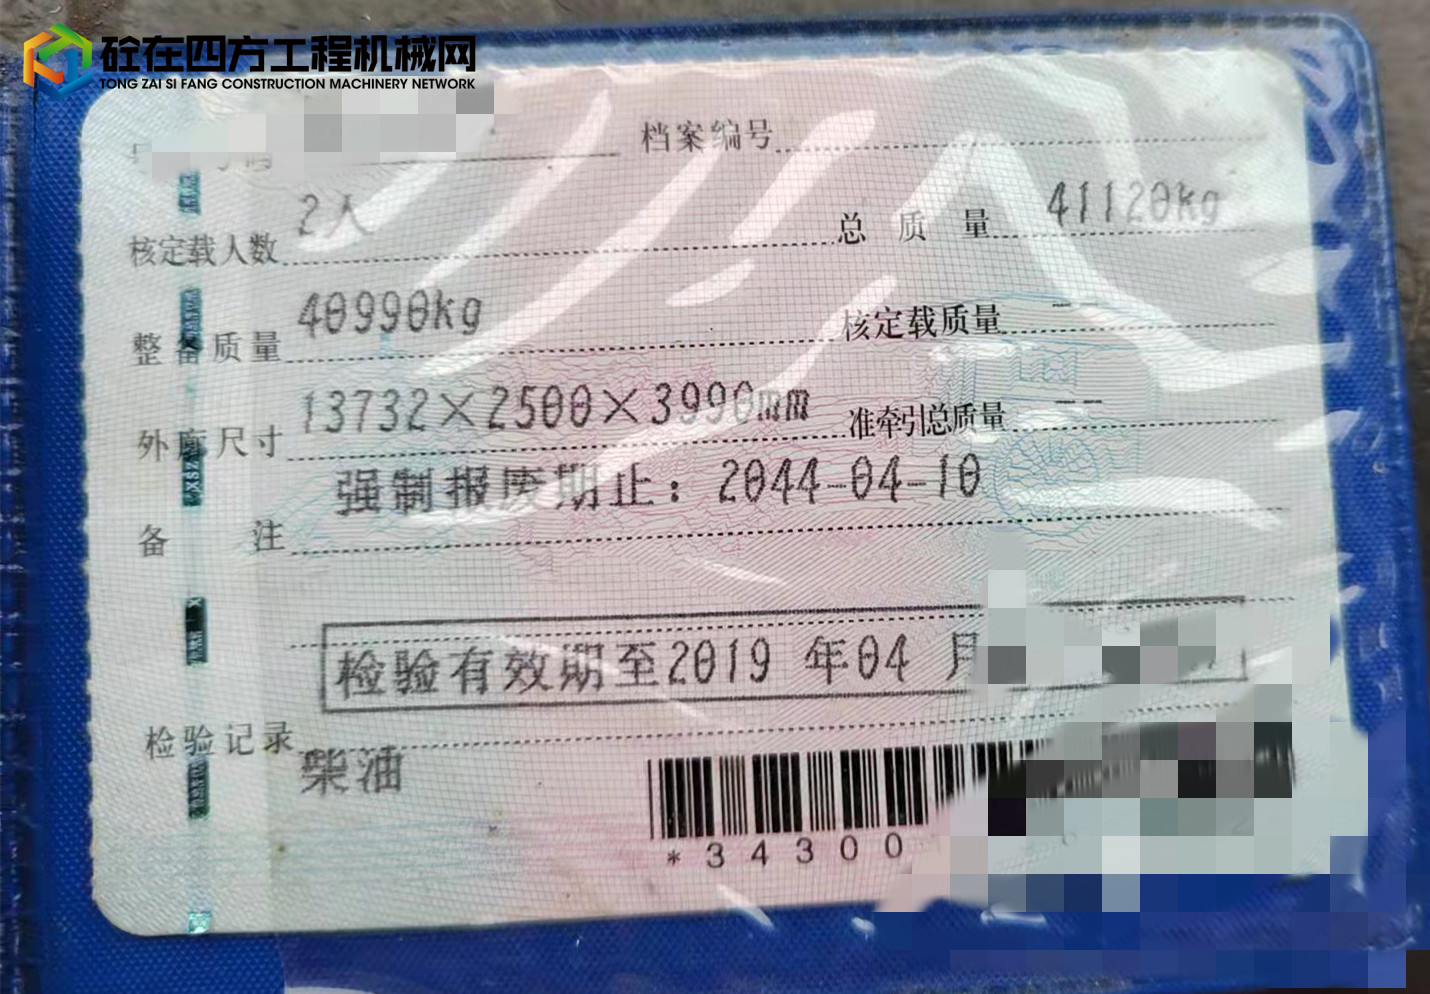 砼在四方工程机械网
TONG ZAI SI FANG CONSTRUCTION MACHINERY NETWORK
档案编号
核定载人数 2人 总质量 41120kg
整备质量 40990kg 核定载质量 --
外廓尺寸 13732×2500×3990mm 准牵引总质量 --
备注 强制报废期止：2044-04-10
检验有效期至2019 年04 月
检验记录
柴油
*34300